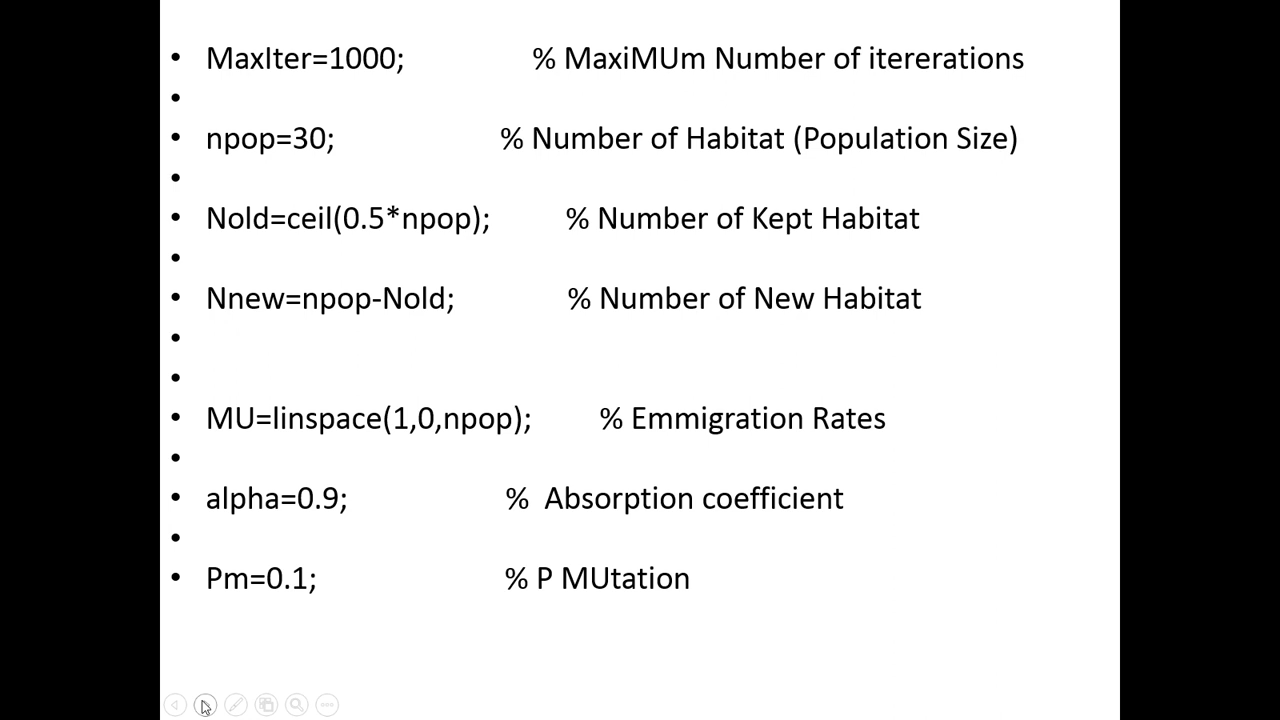 • MaxIter=1000; % MaxiMUm Number of itererations
•
• npop=30; % Number of Habitat (Population Size)
•
• Nold=ceil(0.5*npop); % Number of Kept Habitat
•
• Nnew=npop-Nold; % Number of New Habitat
•
•
• MU=linspace(1,0,npop); % Emmigration Rates
•
• alpha=0.9; % Absorption coefficient
•
• Pm=0.1; % P MUtation